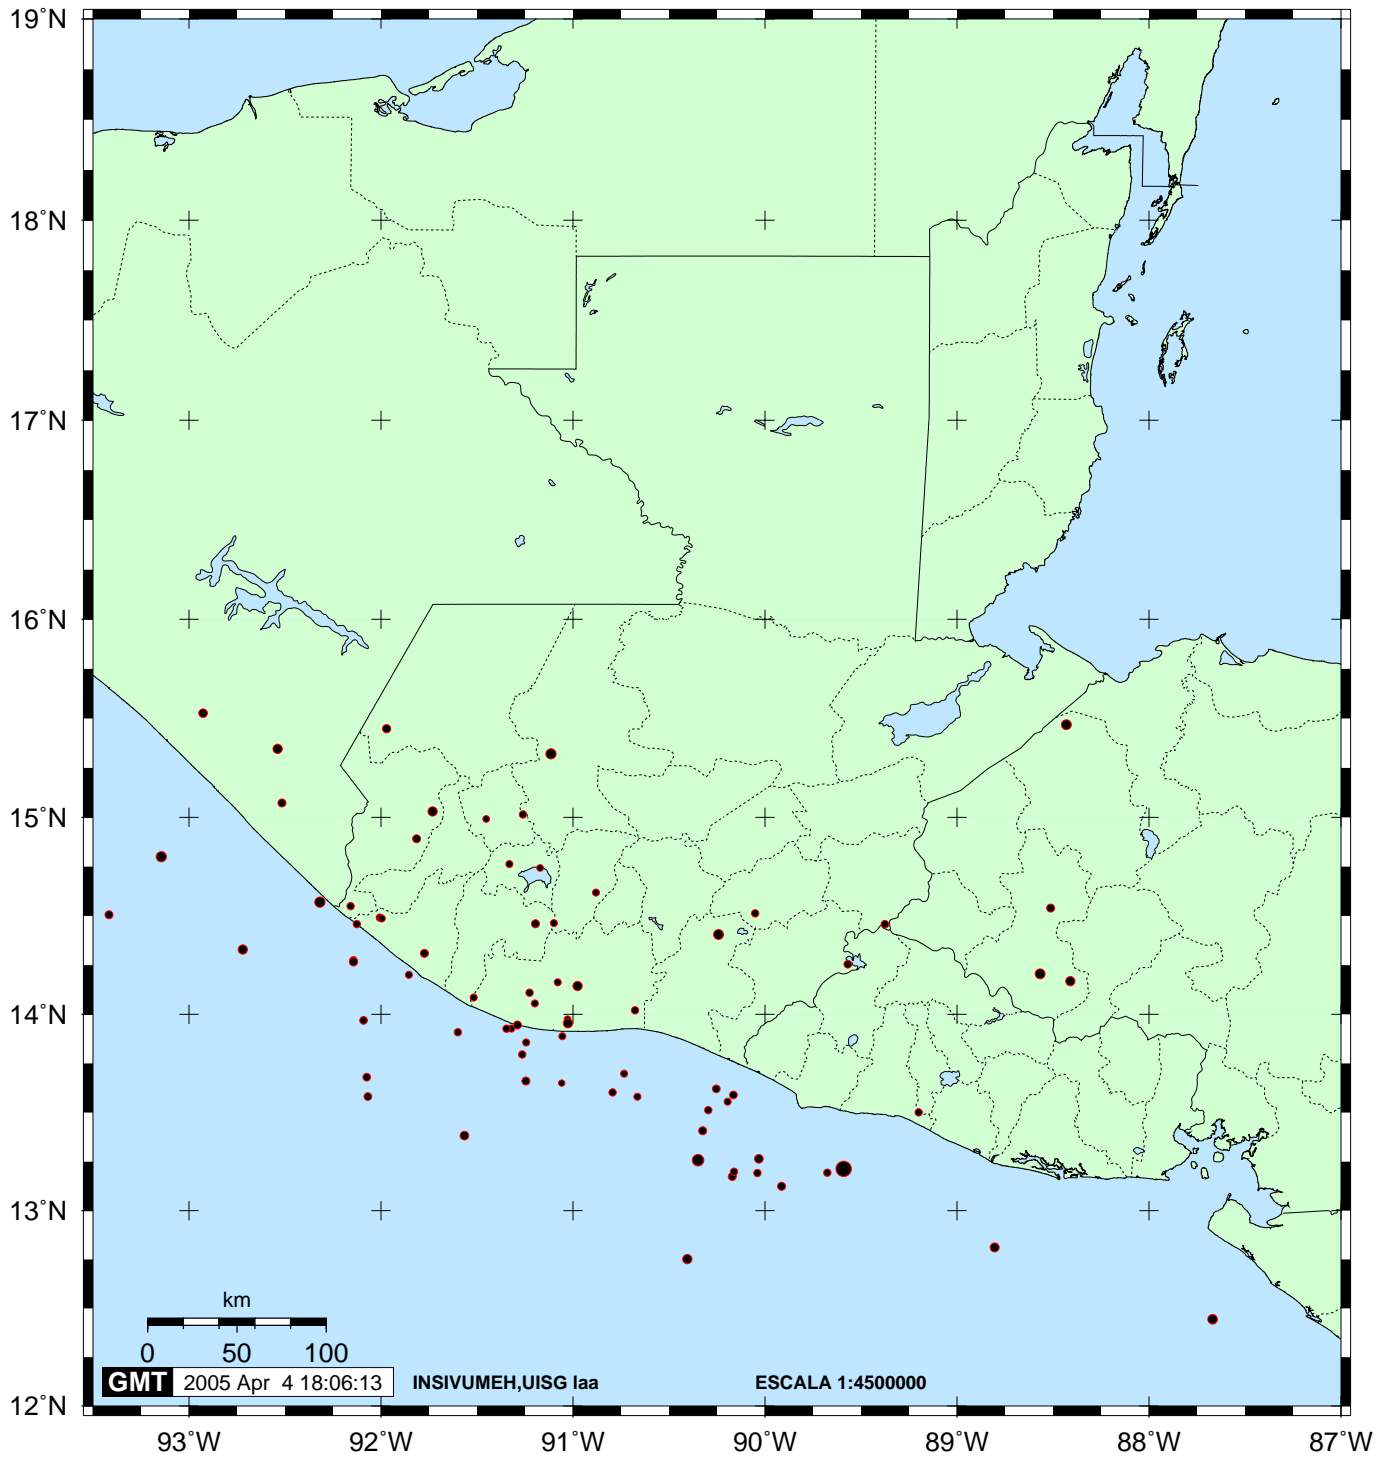 19°N
18°N
17°N
16°N
15°N
14°N
13°N
km
0 50 100
GMT 2005 Apr 4 18:06:13 INSIVUMEH,UISG laa ESCALA 1:4500000
12°N
93°W 92°W 91°W 90°W 89°W 88°W 87°W